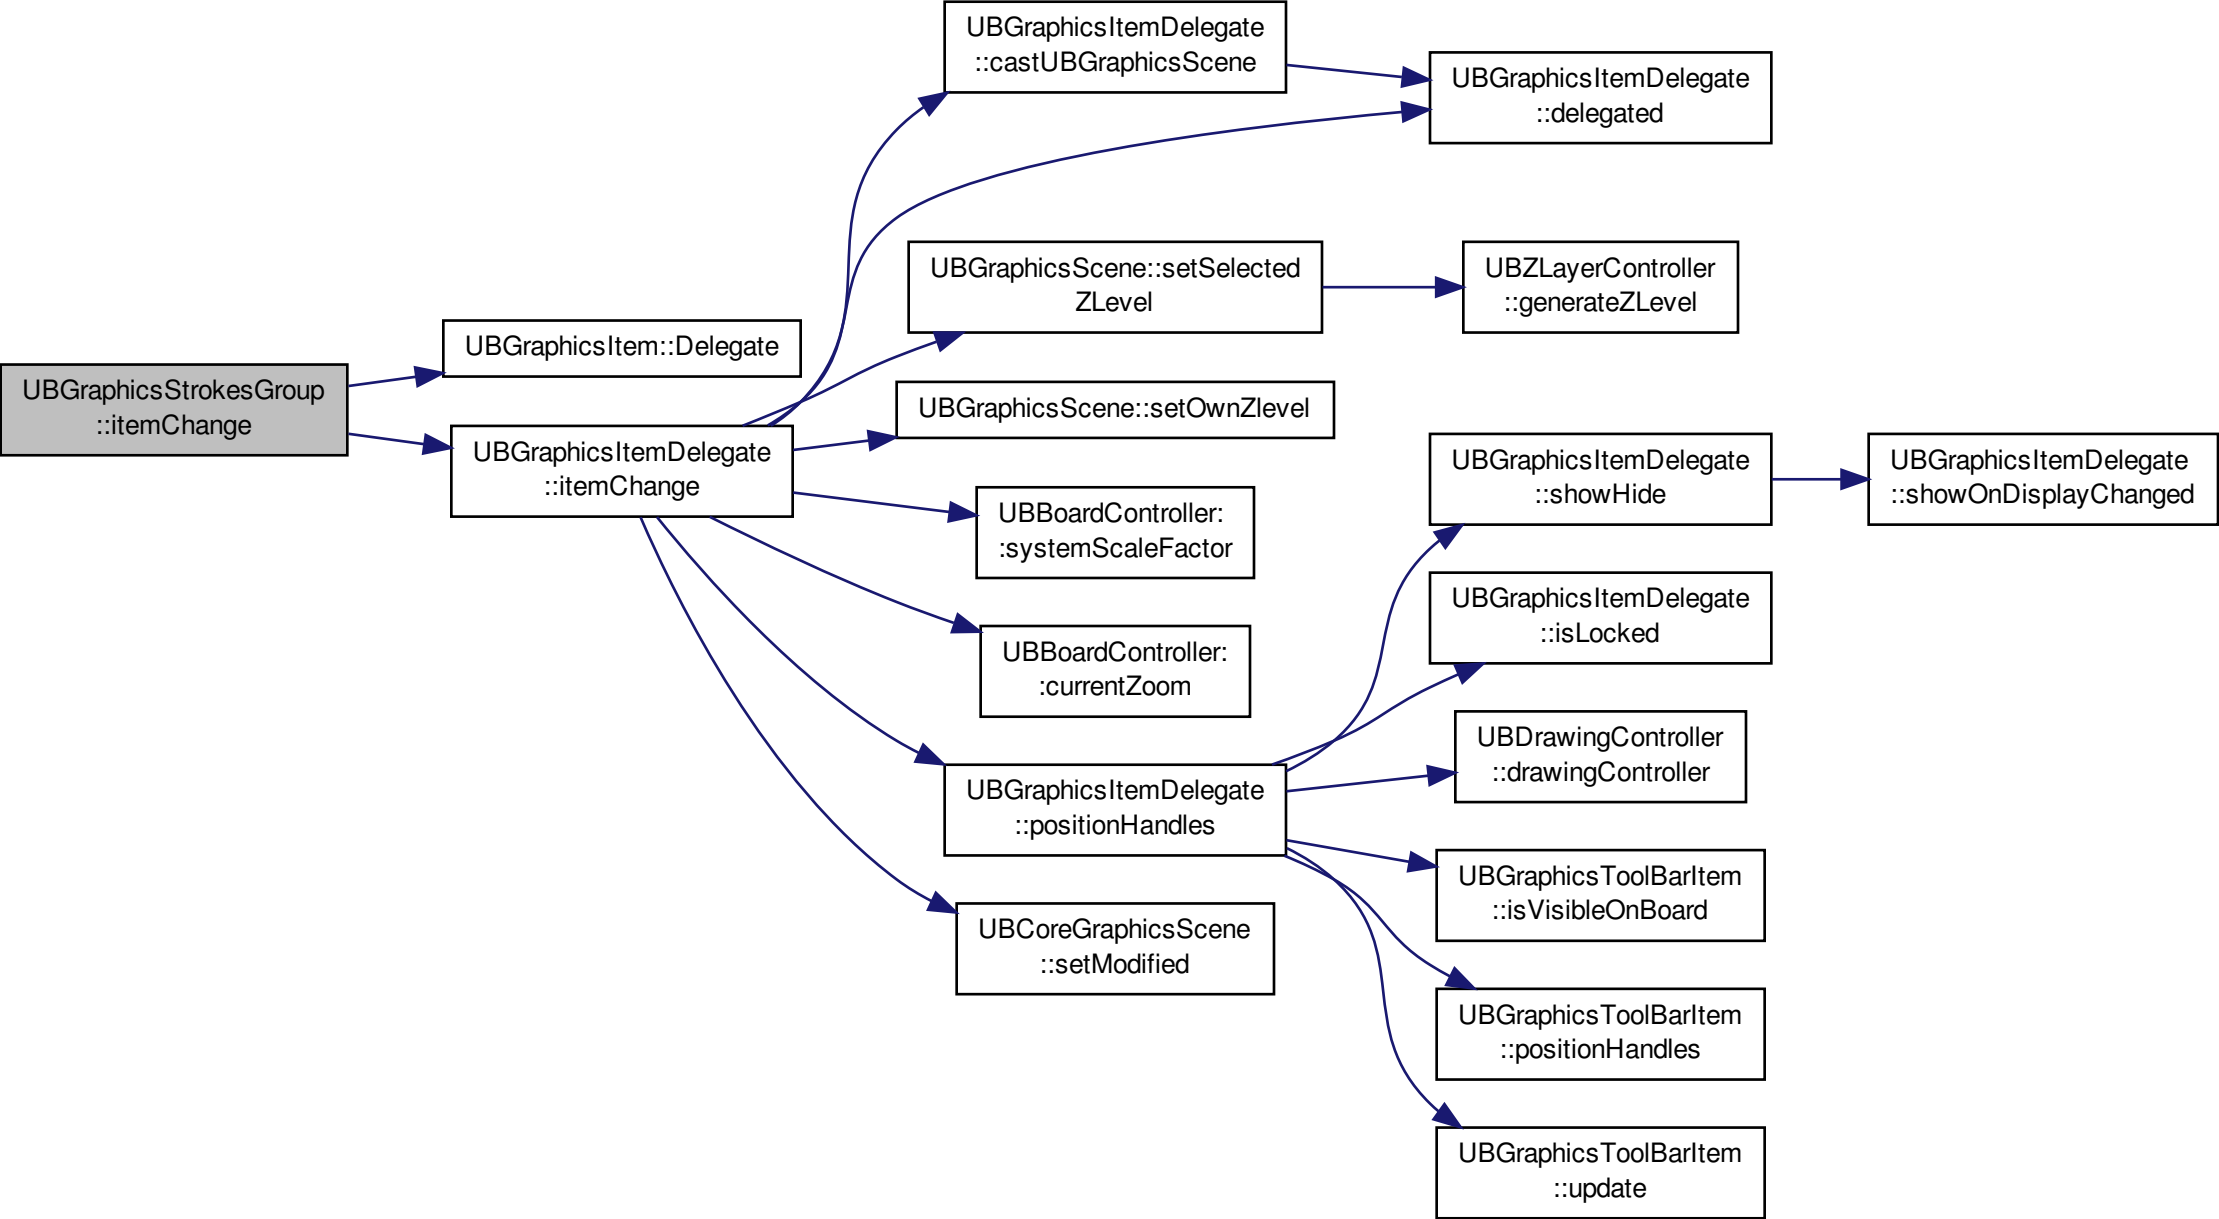 UBGraphicsStrokesGroup
::itemChange
UBGraphicsItem::Delegate
UBGraphicsItemDelegate
::itemChange
UBGraphicsItemDelegate
::castUBGraphicsScene
UBGraphicsItemDelegate
::delegated
UBGraphicsScene::setSelected
ZLevel
UBZLayerController
::generateZLevel
UBGraphicsScene::setOwnZlevel
UBBoardController:
:systemScaleFactor
UBBoardController:
:currentZoom
UBGraphicsItemDelegate
::positionHandles
UBCoreGraphicsScene
::setModified
UBGraphicsItemDelegate
::showHide
UBGraphicsItemDelegate
::showOnDisplayChanged
UBGraphicsItemDelegate
::isLocked
UBDrawingController
::drawingController
UBGraphicsToolBarItem
::isVisibleOnBoard
UBGraphicsToolBarItem
::positionHandles
UBGraphicsToolBarItem
::update